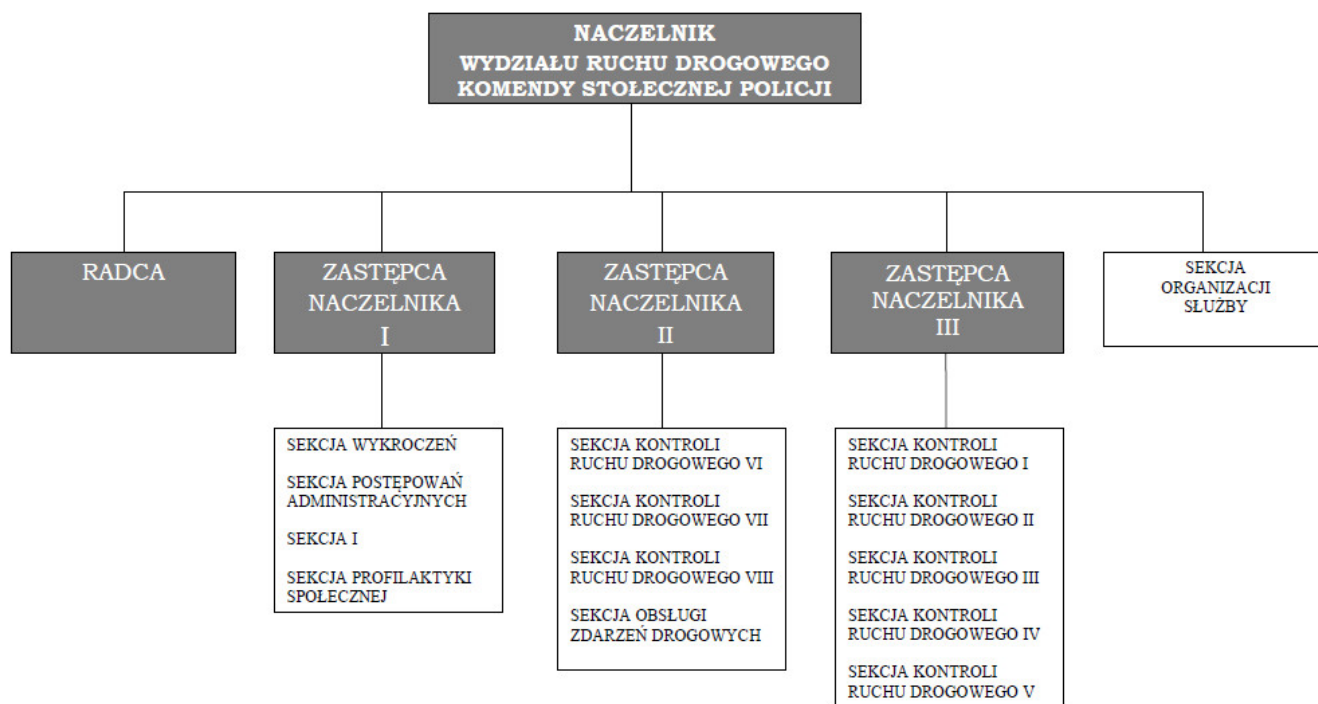 NACZELNIK
WYDZIAŁU RUCHU DROGOWEGO
KOMENDY STOŁECZNEJ POLICJI
RADCA
ZASTĘPCA
NACZELNIKA
I
ZASTĘPCA
NACZELNIKA
II
ZASTĘPCA
NACZELNIKA
III
SEKCJA
ORGANIZACJI
SŁUŻBY
SEKCJA WYKROCZEŃ
SEKCJA POSTĘPOWAŃ
ADMINISTRACYJNYCH
SEKCJA I
SEKCJA PROFILAKTYKI
SPOŁECZNEJ
SEKCJA KONTROLI
RUCHU DROGOWEGO VI
SEKCJA KONTROLI
RUCHU DROGOWEGO VII
SEKCJA KONTROLI
RUCHU DROGOWEGO VIII
SEKCJA OBSŁUGI
ZDARZEŃ DROGOWYCH
SEKCJA KONTROLI
RUCHU DROGOWEGO I
SEKCJA KONTROLI
RUCHU DROGOWEGO II
SEKCJA KONTROLI
RUCHU DROGOWEGO III
SEKCJA KONTROLI
RUCHU DROGOWEGO IV
SEKCJA KONTROLI
RUCHU DROGOWEGO V